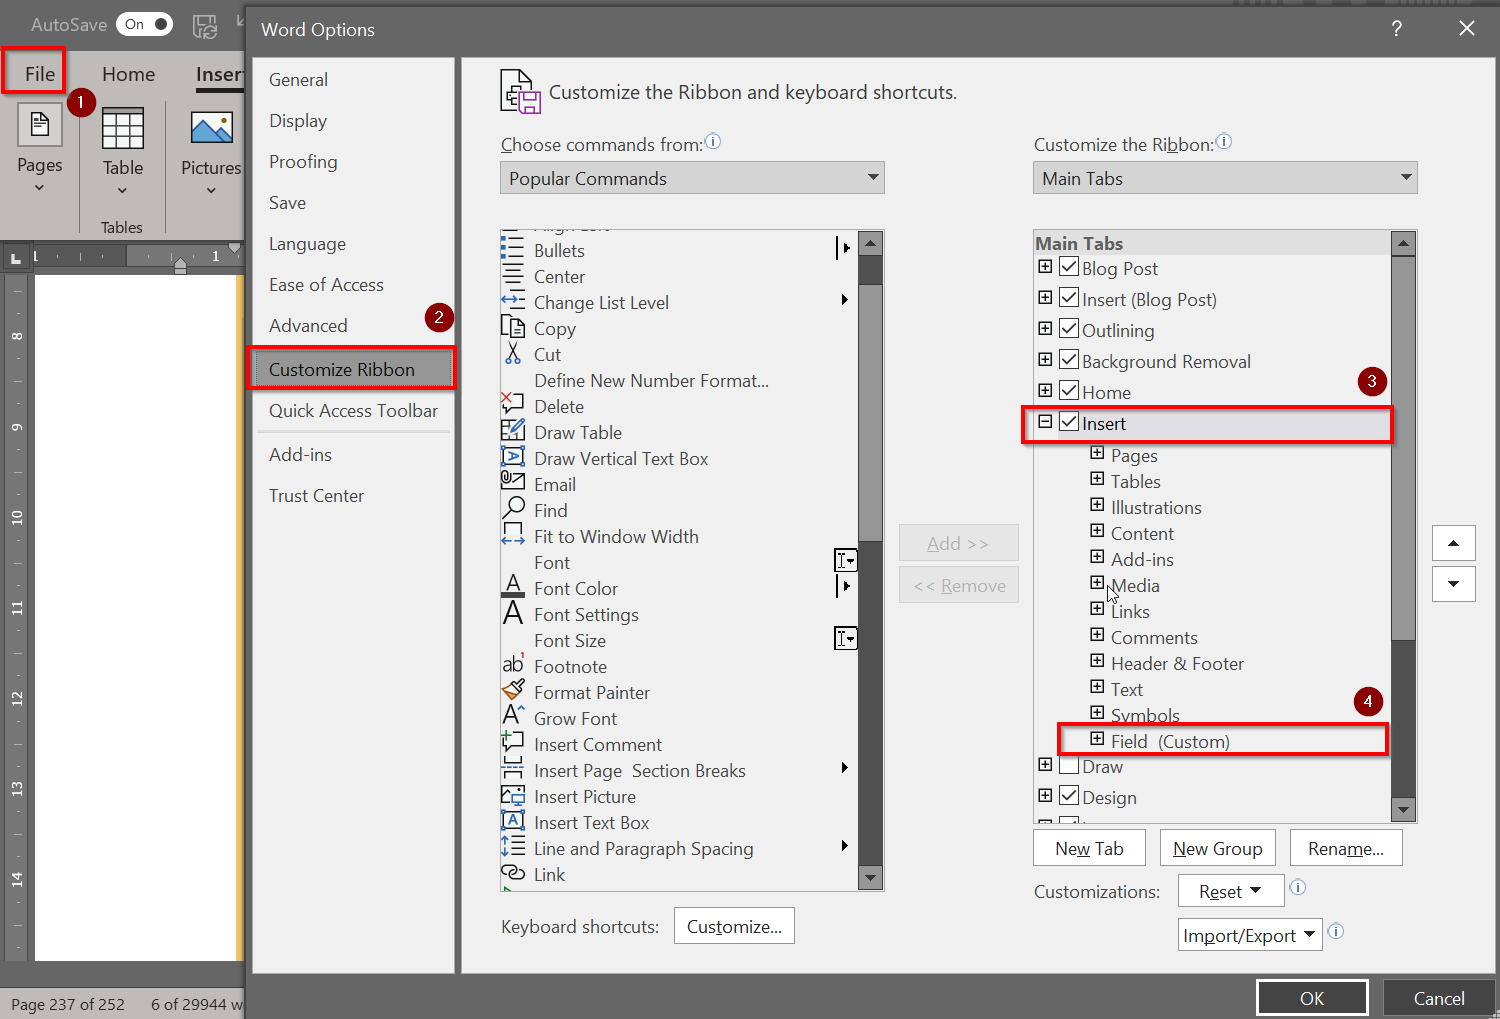 AutoSave On
Word Options
?
File
Home
Inser
1
Pages
Table
Pictures
Tables
1
1
8
9
10
11
12
13
14
General
Display
Proofing
Save
Language
Ease of Access
Advanced
2
Customize Ribbon
Quick Access Toolbar
Add-ins
Trust Center
Customize the Ribbon and keyboard shortcuts.
Choose commands from:
Popular Commands
Align Left
Bullets
Center
Change List Level
Copy
Cut
Define New Number Format...
Delete
Draw Table
Draw Vertical Text Box
Email
Find
Fit to Window Width
Font
Font Color
Font Settings
Font Size
Footnote
Format Painter
Grow Font
Insert Comment
Insert Page  Section Breaks
Insert Picture
Insert Text Box
Line and Paragraph Spacing
Link
Keyboard shortcuts: Customize...
Add >>
<< Remove
Customize the Ribbon:
Main Tabs
Main Tabs
Blog Post
Insert (Blog Post)
Outlining
Background Removal
3
Home
Insert
Pages
Tables
Illustrations
Content
Add-ins
Media
Links
Comments
Header & Footer
Text
4
Symbols
Field  (Custom)
Draw
Design
New Tab
New Group
Rename...
Customizations: Reset
Import/Export
OK
Cancel
Page 237 of 252
6 of 29944 w